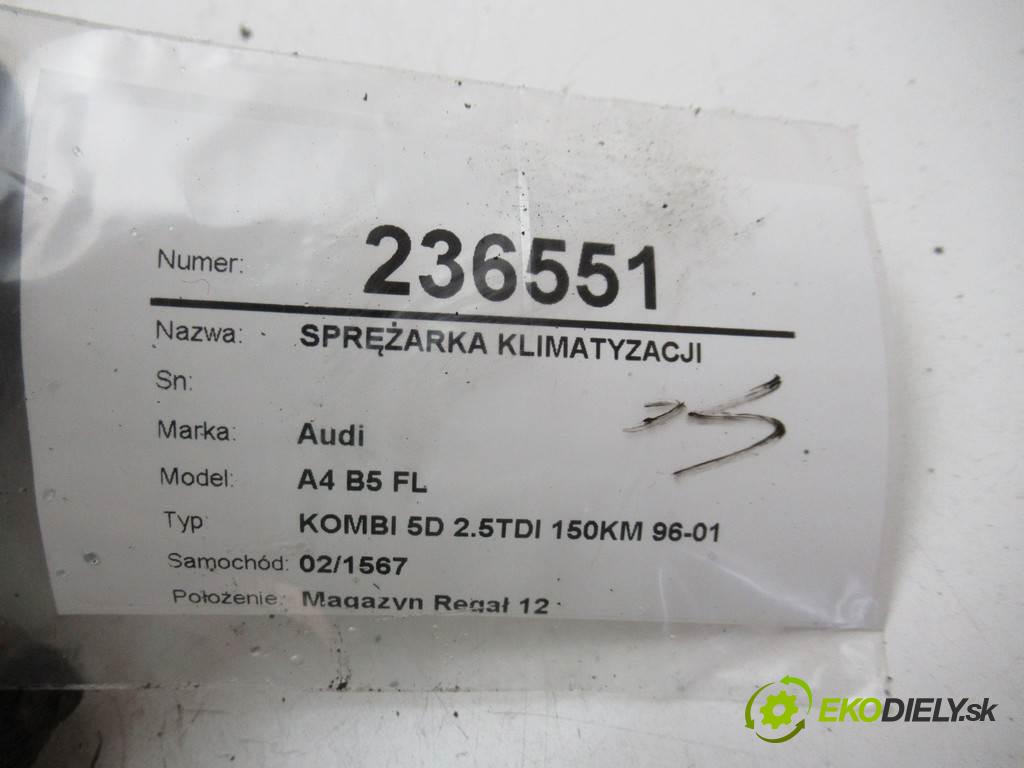 Numer: 236551
Nazwa: SPRĘŻARKA KLIMATYZACJI
Sn:
Marka: Audi
Model: A4 B5 FL
Typ: KOMBI 5D 2.5TDI 150KM 96-01
Samochód: 02/1567
Położenie: Magazyn Regał 12
EKODIELY.sk